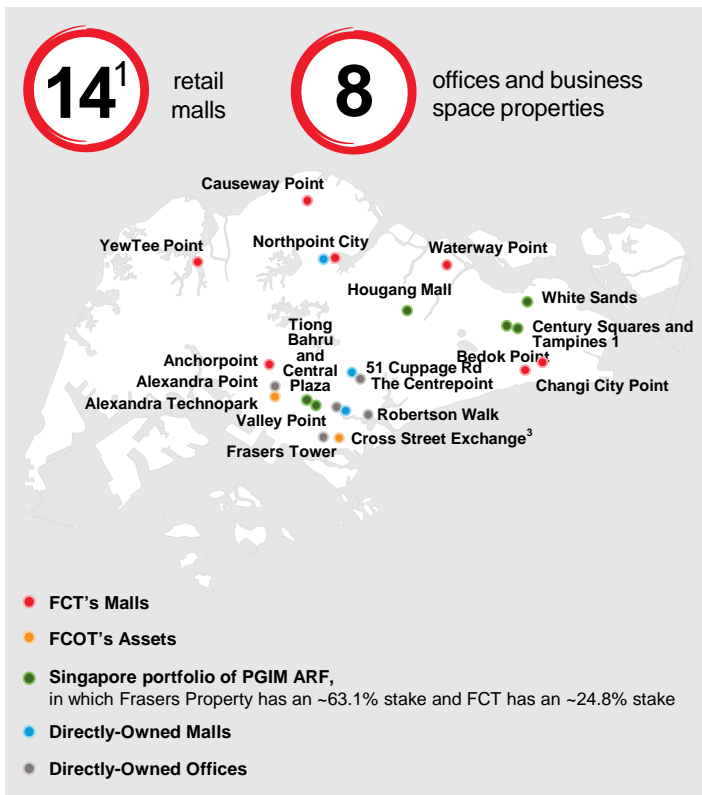 14¹
retail
malls
8
offices and business
space properties
Causeway Point
YewTee Point
Northpoint City
Waterway Point
Hougang Mall
White Sands
Tiong
Bahru
and
Central
Plaza
Century Squares and
Tampines 1
Bedok Point
Changi City Point
Anchorpoint
Alexandra Point
Alexandra Technopark
51 Cuppage Rd
The Centrepoint
Valley Point
Robertson Walk
Cross Street Exchange³
Frasers Tower
FCT's Malls
FCOT's Assets
Singapore portfolio of PGIM ARF,
in which Frasers Property has an ~63.1% stake and FCT has an ~24.8% stake
Directly-Owned Malls
Directly-Owned Offices